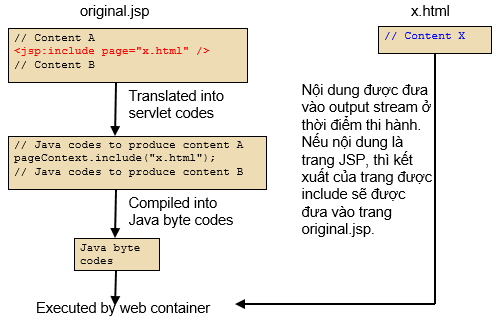 original.jsp
// Content A
<jsp:include page="x.html" />
// Content B
Translated into
servlet codes
// Java codes to produce content A
pageContext.include("x.html");
// Java codes to produce content B
Compiled into
Java byte codes
Java byte
codes
Executed by web container
x.html
// Content X
Nội dung được đưa
vào output stream ở
thời điểm thi hành.
Nếu nội dung là
trang JSP, thì kết
xuất của trang được
include sẽ được
đưa vào trang
original.jsp.